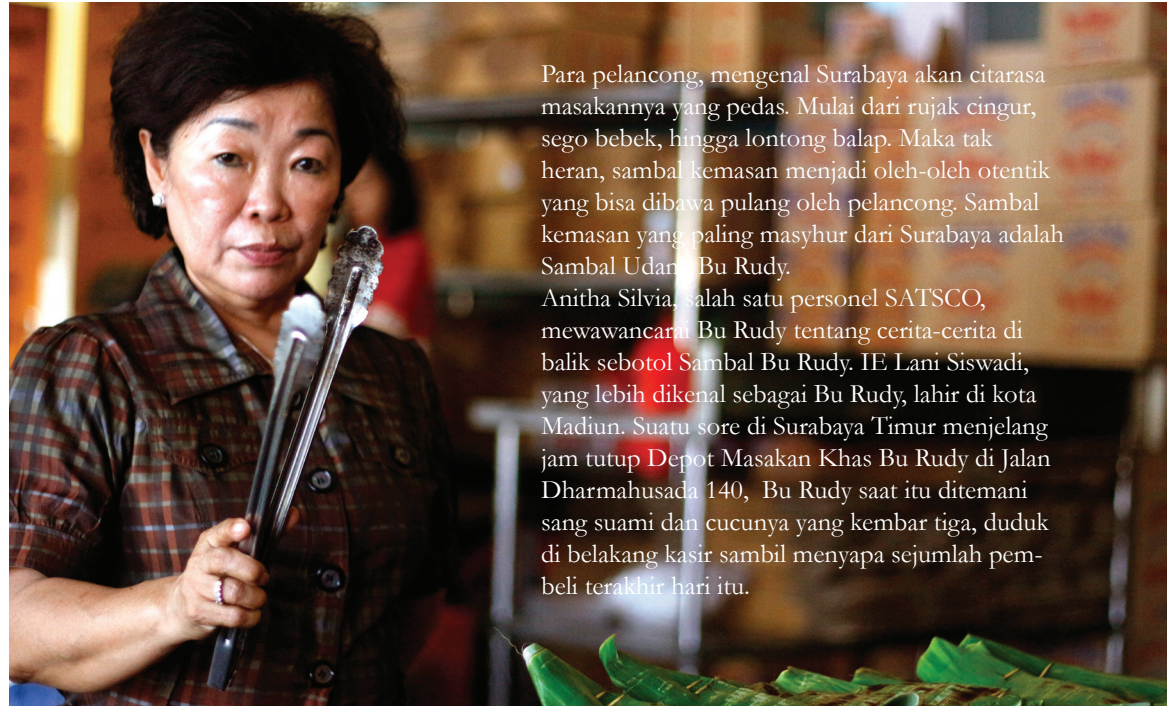 Para pelancong, mengenal Surabaya akan citarasa
masakannya yang pedas. Mulai dari rujak cingur,
sego bebek, hingga lontong balap. Maka tak
heran, sambal kemasan menjadi oleh-oleh otentik
yang bisa dibawa pulang oleh pelancong. Sambal
kemasan yang paling masyhur dari Surabaya adalah
Sambal Udang Bu Rudy.
Anitha Silvia, salah satu personel SATSCO,
mewawancarai Bu Rudy tentang cerita-cerita di
balik sebotol Sambal Bu Rudy. IE Lani Siswadi,
yang lebih dikenal sebagai Bu Rudy, lahir di kota
Madiun. Suatu sore di Surabaya Timur menjelang
jam tutup Depot Masakan Khas Bu Rudy di Jalan
Dharmahusada 140,  Bu Rudy saat itu ditemani
sang suami dan cucunya yang kembar tiga, duduk
di belakang kasir sambil menyapa sejumlah pem-
beli terakhir hari itu.